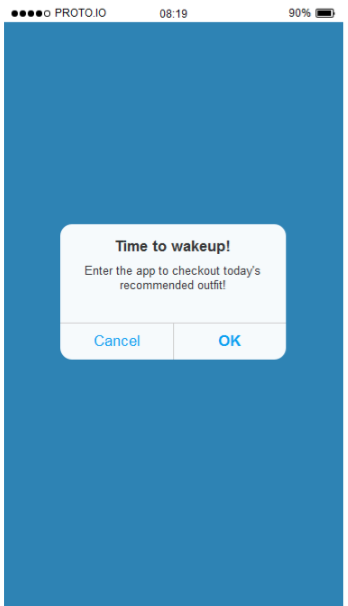 PROTO.IO 08:19 90%
Time to wakeup!
Enter the app to checkout today's
recommended outfit!
Cancel OK